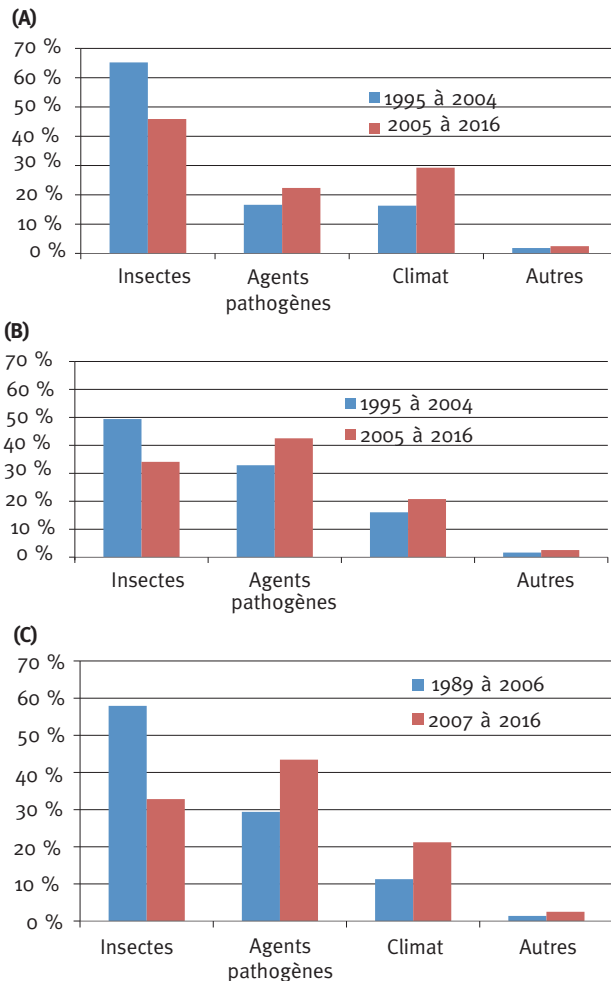 (A)
70 %
60 %
50 %
40 %
30 %
20 %
10 %
0 %
1995 à 2004
2005 à 2016
Insectes Agents Climat Autres
pathogènes
(B)
70 %
60 %
50 %
40 %
30 %
20 %
10 %
0 %
1995 à 2004
2005 à 2016
Insectes Agents Autres
pathogènes
(C)
70 %
60 %
50 %
40 %
30 %
20 %
10 %
0 %
1989 à 2006
2007 à 2016
Insectes Agents Climat Autres
pathogènes